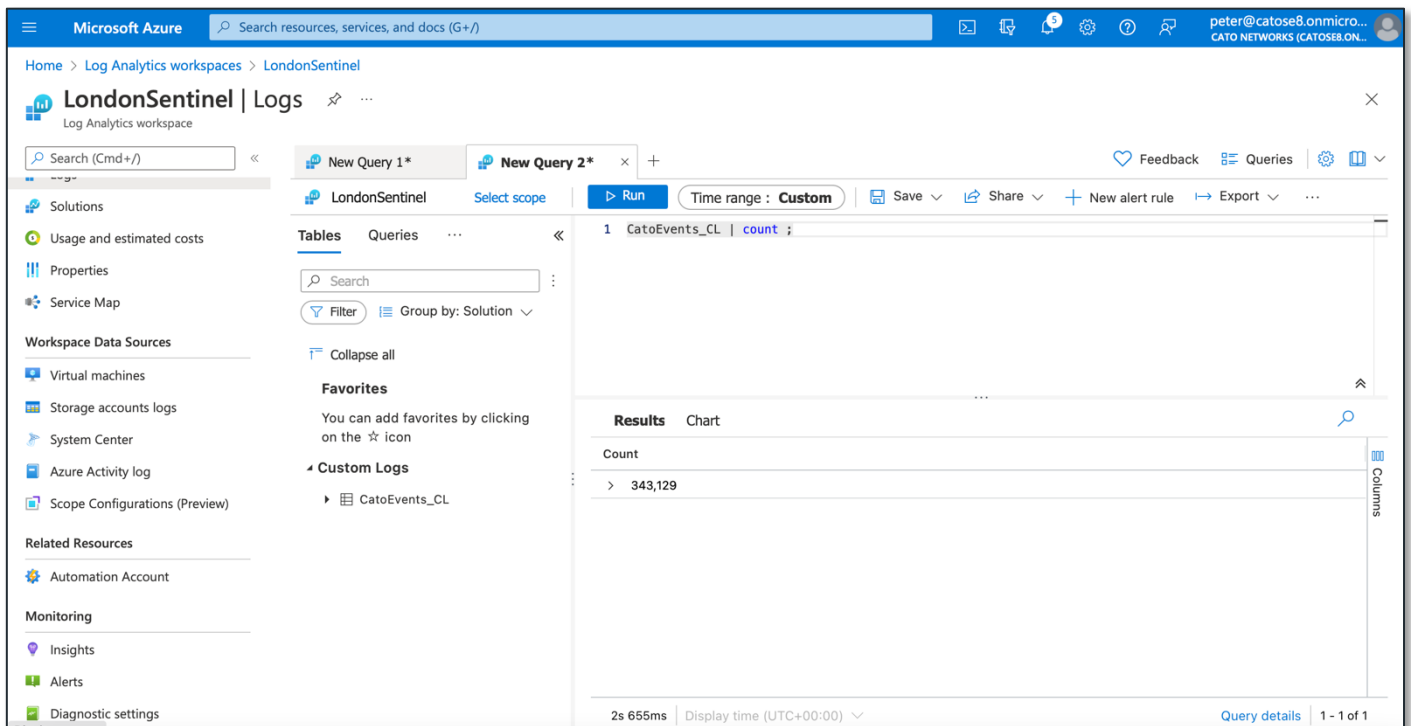 Microsoft Azure
Search resources, services, and docs (G+/)
5
peter@catose8.onmicro...
CATO NETWORKS (CATOSE8.ON...
Home > Log Analytics workspaces > LondonSentinel
LondonSentinel | Logs
Log Analytics workspace
Search (Cmd+/)
Logs
Solutions
Usage and estimated costs
Properties
Service Map
Workspace Data Sources
Virtual machines
Storage accounts logs
System Center
Azure Activity log
Scope Configurations (Preview)
Related Resources
Automation Account
Monitoring
Insights
Alerts
Diagnostic settings
New Query 1*
New Query 2*
Feedback
Queries
LondonSentinel
Select scope
Run
Time range : Custom
Save
Share
New alert rule
Export
Tables
Queries
Search
Filter
Group by: Solution
Collapse all
Favorites
You can add favorites by clicking
on the ☆ icon
Custom Logs
CatoEvents_CL
1 CatoEvents_CL | count ;
Results
Chart
Count
343,129
Columns
2s 655ms
Display time (UTC+00:00)
Query details
1 - 1 of 1